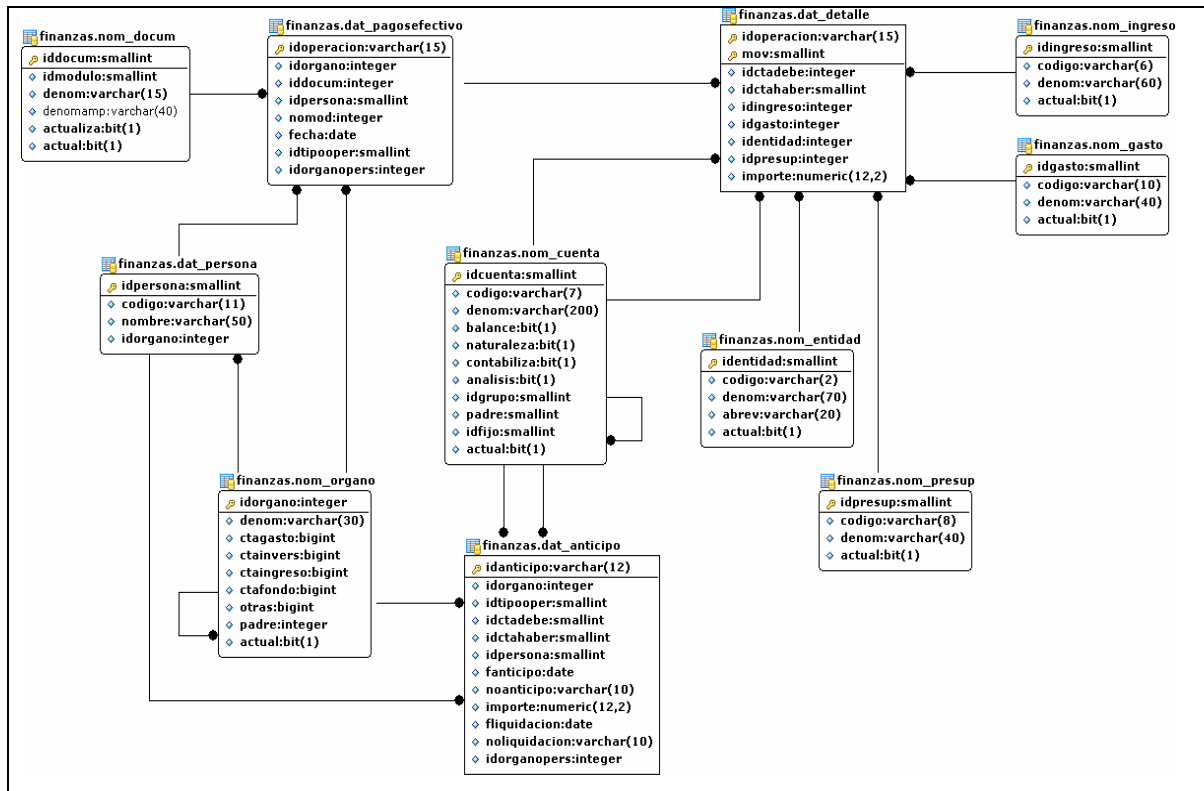 finanzas.nom_docum
iddocum:smallint
idmodulo:smallint
denom:varchar(15)
denomamp:varchar(40)
actualiza:bit(1)
actual:bit(1)
finanzas.dat_pagosefectivo
idoperacion:varchar(15)
idorgano:integer
iddocum:integer
idpersona:smallint
nomod:integer
fecha:date
idtipooper:smallint
idorganopers:integer
finanzas.dat_detalle
idoperacion:varchar(15)
mov:smallint
idctadebe:integer
idctahaber:smallint
idingreso:integer
idgasto:integer
identidad:integer
idpresup:integer
importe:numeric(12,2)
finanzas.nom_ingreso
idingreso:smallint
codigo:varchar(6)
denom:varchar(60)
actual:bit(1)
finanzas.nom_gasto
idgasto:smallint
codigo:varchar(10)
denom:varchar(40)
actual:bit(1)
finanzas.dat_persona
idpersona:smallint
codigo:varchar(11)
nombre:varchar(50)
idorgano:integer
finanzas.nom_cuenta
idcuenta:smallint
codigo:varchar(7)
denom:varchar(200)
balance:bit(1)
naturaleza:bit(1)
contabiliza:bit(1)
analisis:bit(1)
idgrupo:smallint
padre:smallint
idfijo:smallint
actual:bit(1)
finanzas.nom_entidad
identidad:smallint
codigo:varchar(2)
denom:varchar(70)
abrev:varchar(20)
actual:bit(1)
finanzas.nom_organo
idorgano:integer
denom:varchar(30)
ctagasto:bigint
ctainvers:bigint
ctaingreso:bigint
ctafondo:bigint
otras:bigint
padre:integer
actual:bit(1)
finanzas.nom_presup
idpresup:smallint
codigo:varchar(8)
denom:varchar(40)
actual:bit(1)
finanzas.dat_anticipo
idanticipo:varchar(12)
idorgano:integer
idtipooper:smallint
idctadebe:smallint
idctahaber:smallint
idpersona:smallint
fanticipo:date
noanticipo:varchar(10)
importe:numeric(12,2)
fliquidacion:date
noliquidacion:varchar(10)
idorganopers:integer